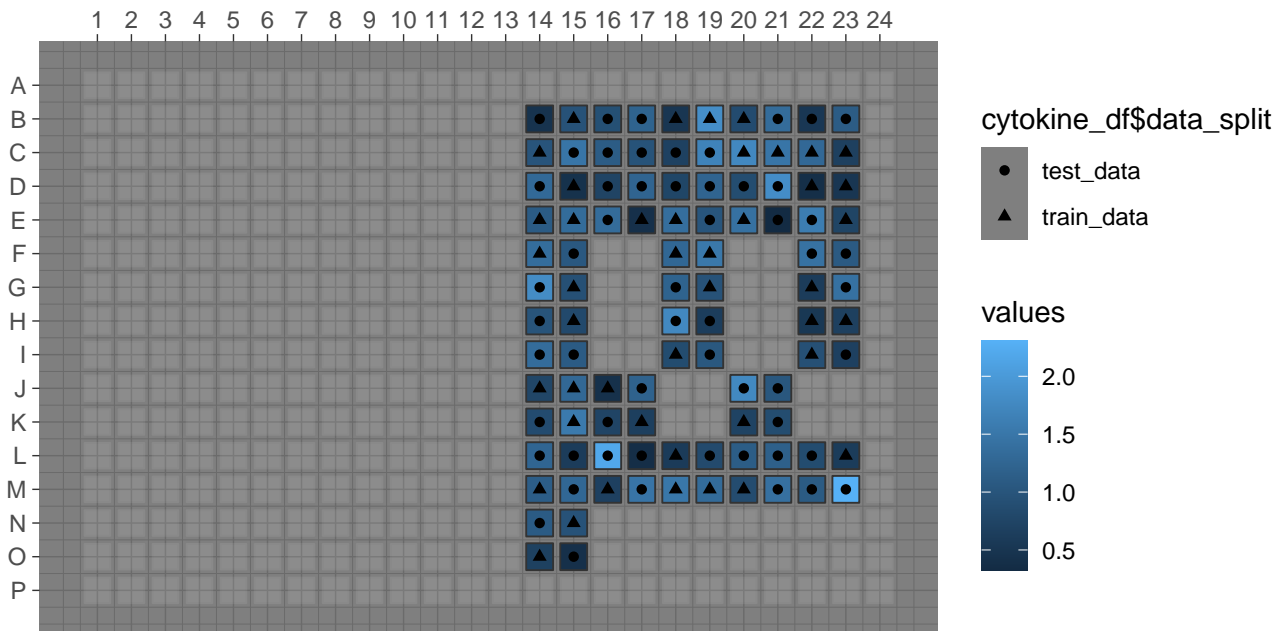 1 2 3 4 5 6 7 8 9 10 11 12 13 14 15 16 17 18 19 20 21 22 23 24
A
B
C
D
E
F
G
H
I
J
K
L
M
N
O
P
cytokine_df$data_split
test_data
train_data
values
2.0
1.5
1.0
0.5